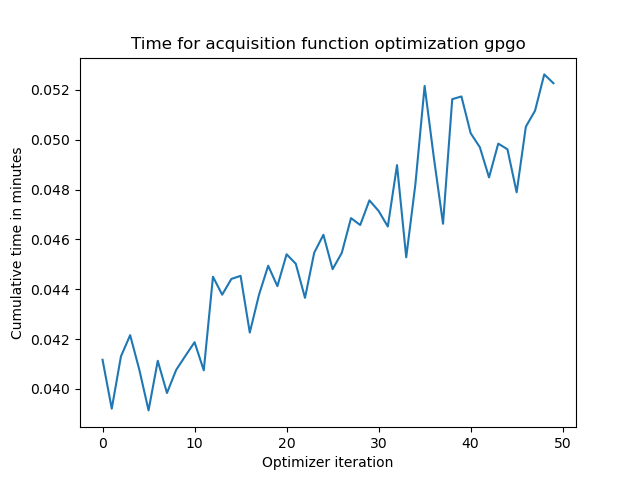 Time for acquisition function optimization gpgo
Cumulative time in minutes
0.052
0.050
0.048
0.046
0.044
0.042
0.040
0 10 20 30 40 50
Optimizer iteration